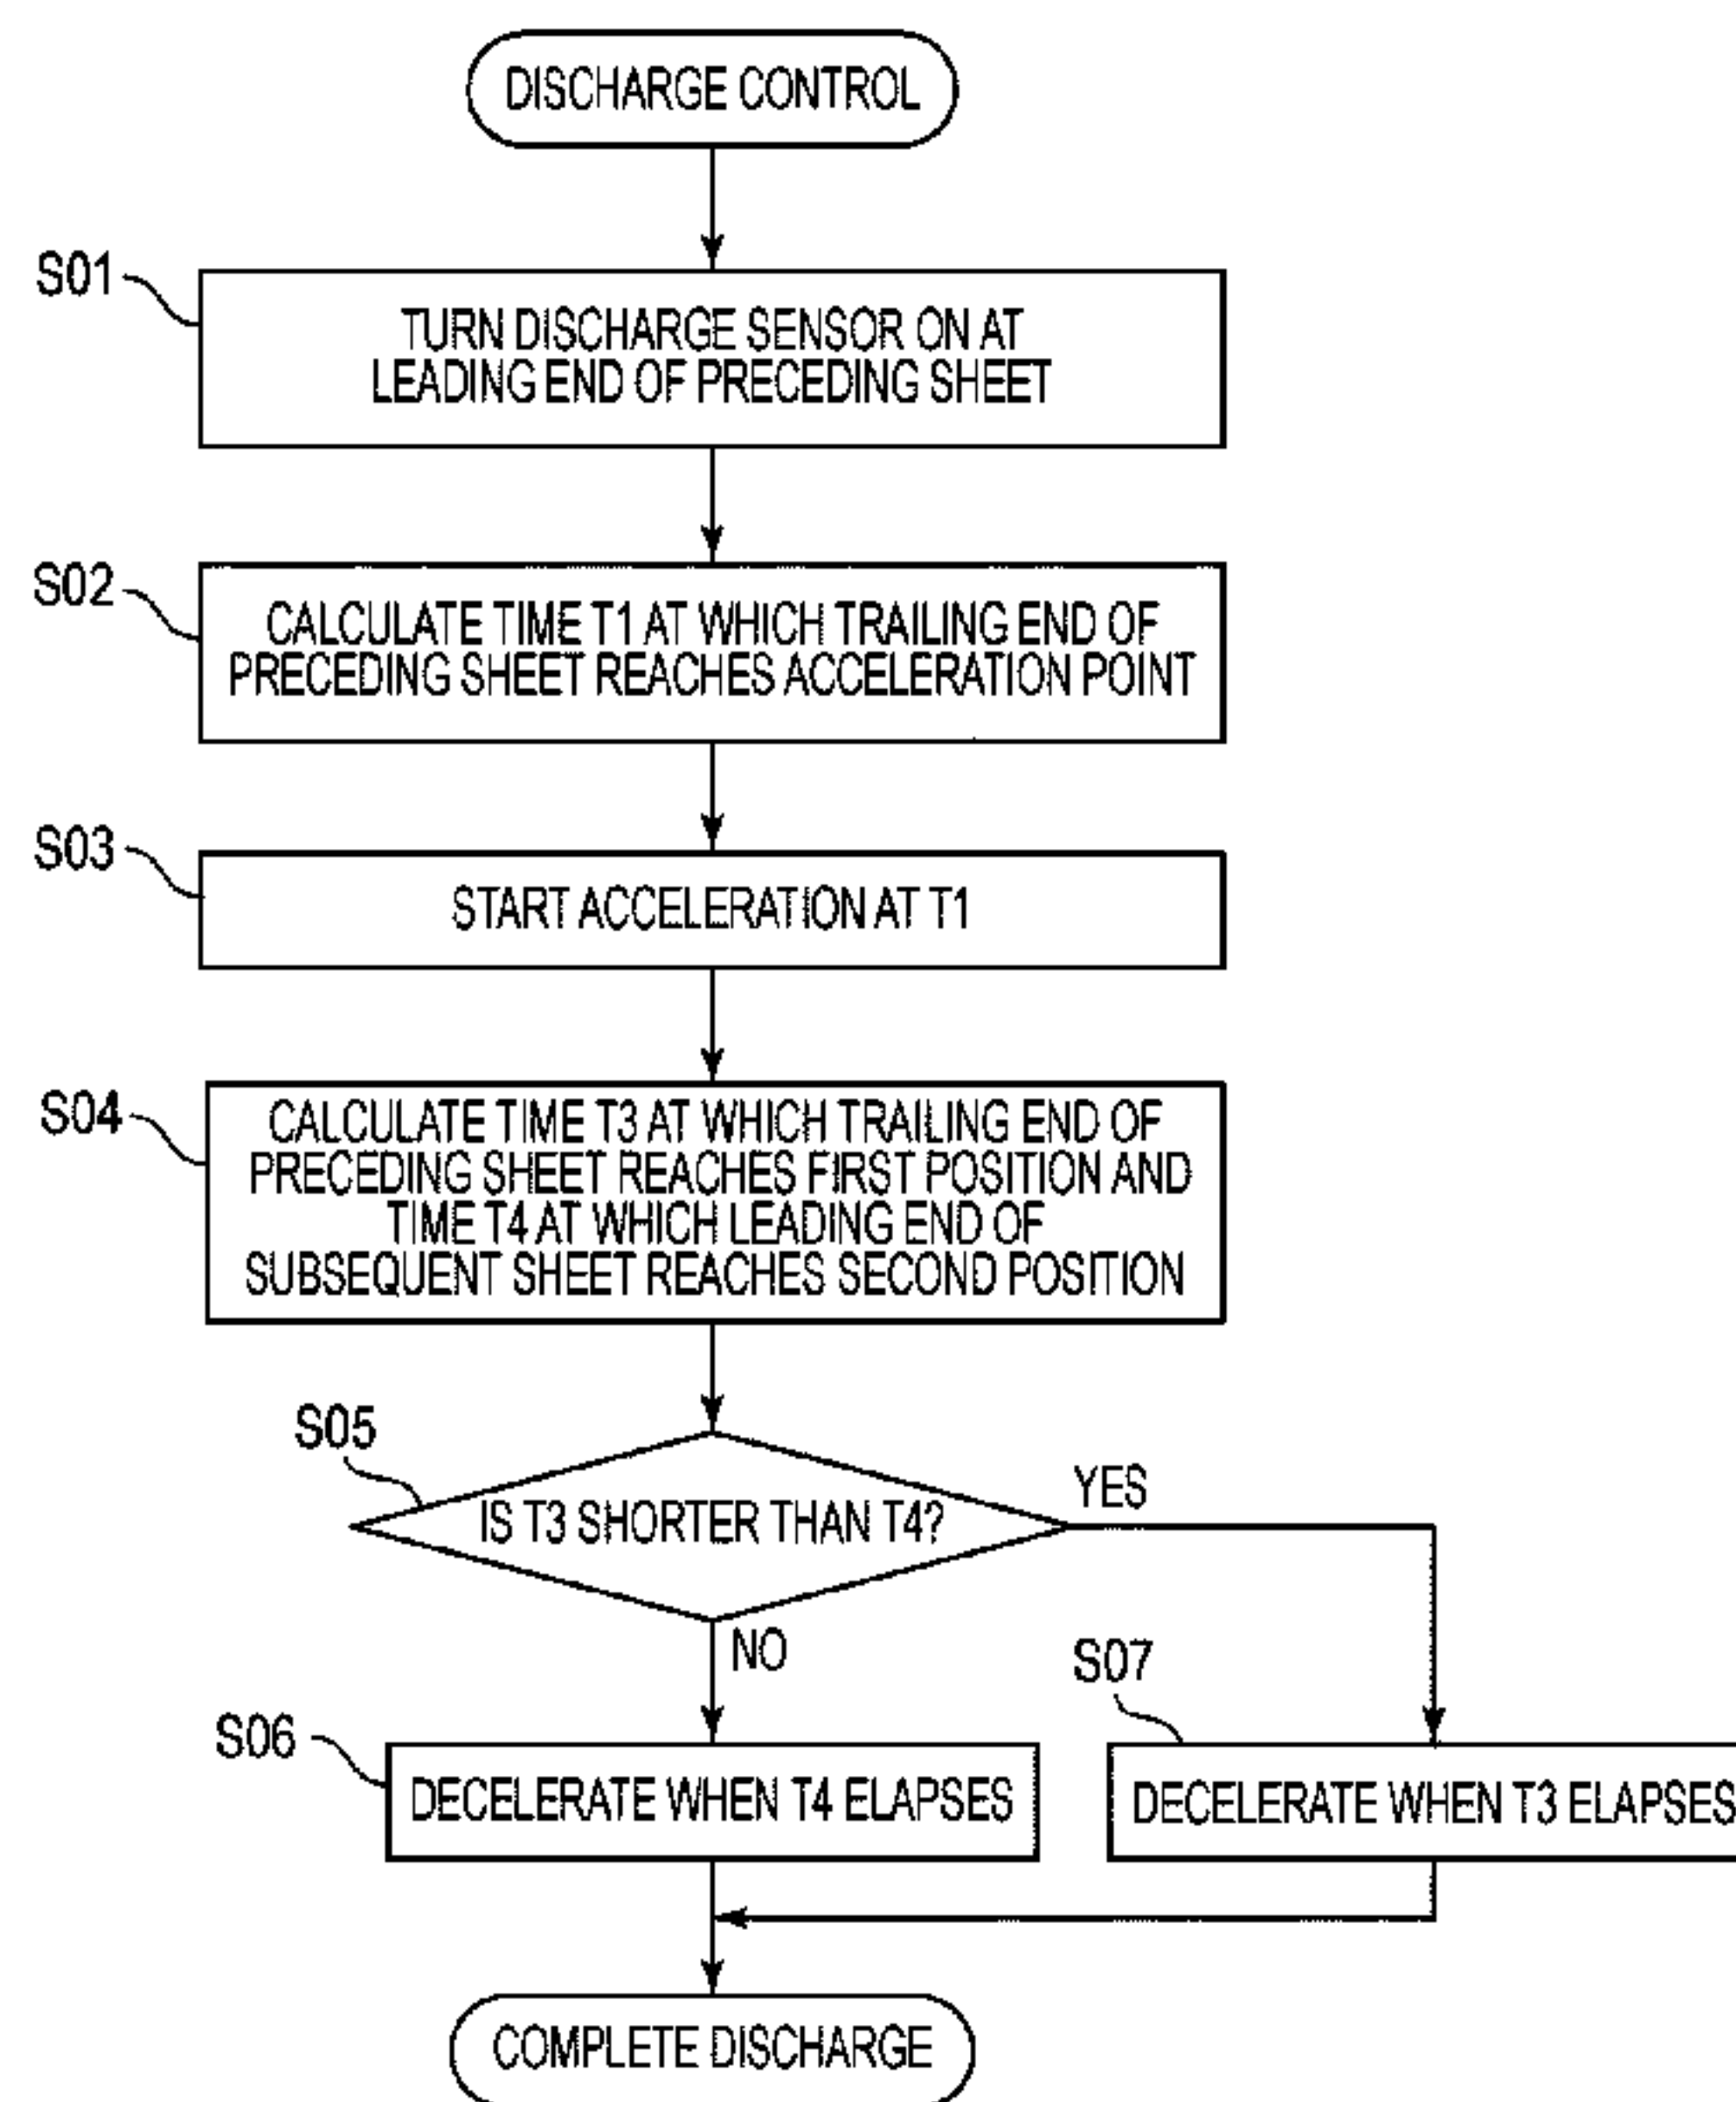 DISCHARGE CONTROL
S01
TURN DISCHARGE SENSOR ON AT
LEADING END OF PRECEDING SHEET
S02
CALCULATE TIME T1 AT WHICH TRAILING END OF
PRECEDING SHEET REACHES ACCELERATION POINT
S03
START ACCELERATION AT T1
S04
CALCULATE TIME T3 AT WHICH TRAILING END OF
PRECEDING SHEET REACHES FIRST POSITION AND
TIME T4 AT WHICH LEADING END OF
SUBSEQUENT SHEET REACHES SECOND POSITION
S05
IS T3 SHORTER THAN T4?
YES
NO
S06
DECELERATE WHEN T4 ELAPSES
S07
DECELERATE WHEN T3 ELAPSES
COMPLETE DISCHARGE